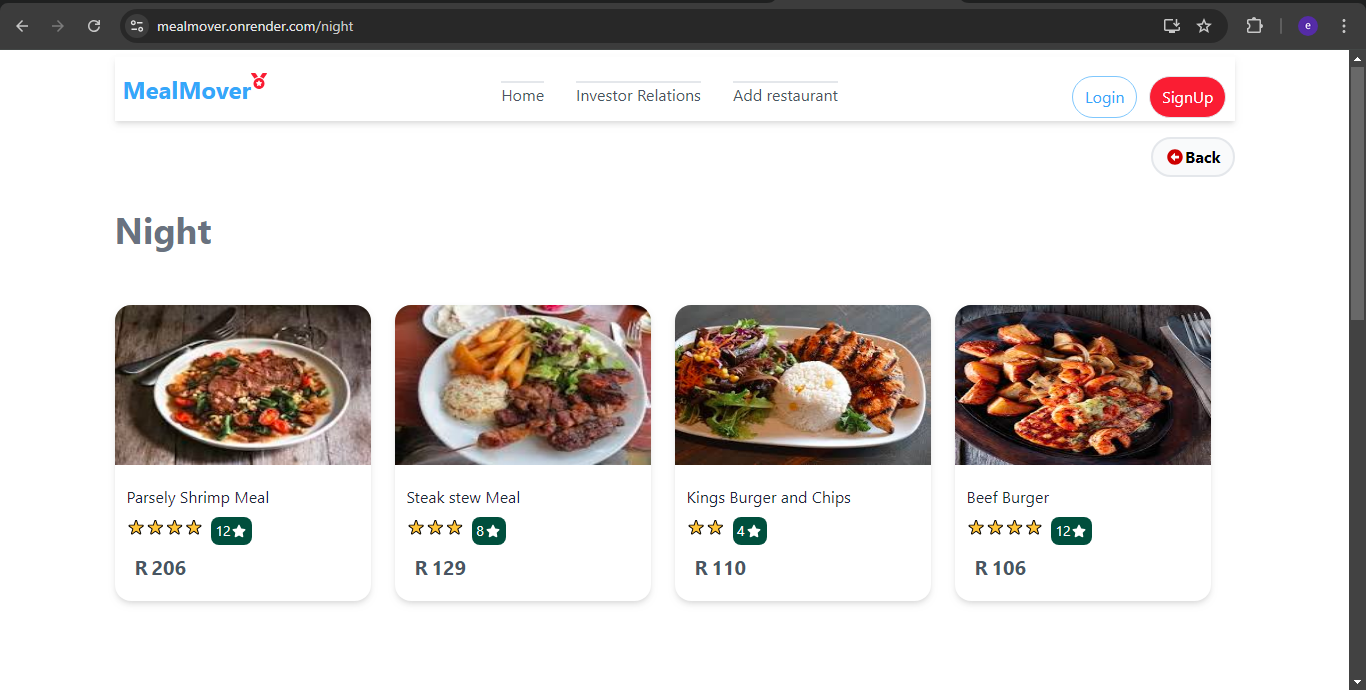 mealmover.onrender.com/night
e
MealMover
Home
Investor Relations
Add restaurant
Login
SignUp
Back
Night
Parsely Shrimp Meal
12
R 206
Steak stew Meal
8
R 129
Kings Burger and Chips
4
R 110
Beef Burger
12
R 106